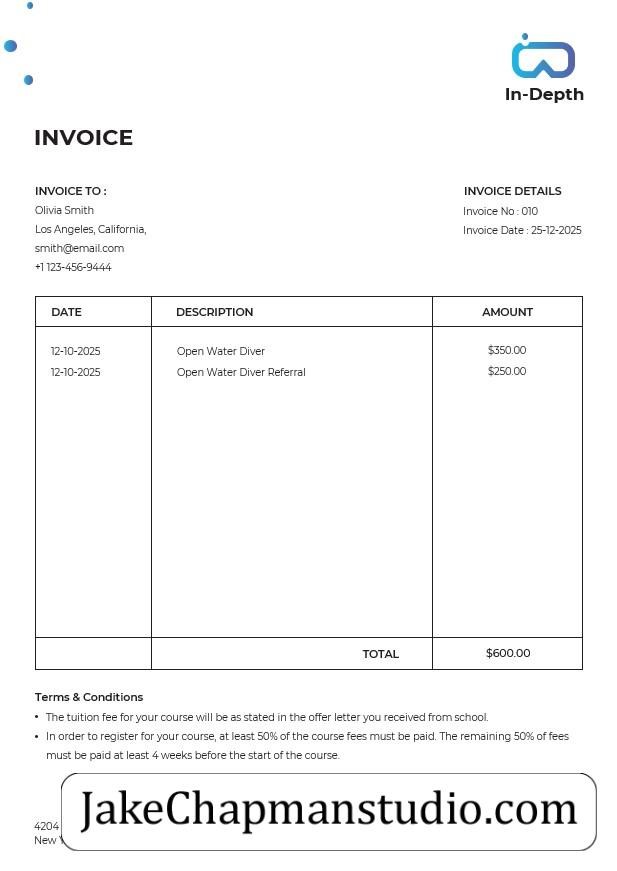 In-Depth
INVOICE
INVOICE TO :
Olivia Smith
Los Angeles, California,
smith@email.com
+1 123-456-9444
INVOICE DETAILS
Invoice No : 010
Invoice Date : 25-12-2025
DATE DESCRIPTION AMOUNT
12-10-2025 Open Water Diver $350.00
12-10-2025 Open Water Diver Referral $250.00
TOTAL $600.00
Terms & Conditions
• The tuition fee for your course will be as stated in the offer letter you received from school.
• In order to register for your course, at least 50% of the course fees must be paid. The remaining 50% of fees
must be paid at least 4 weeks before the start of the course.
JakeChapmanstudio.com
4204
New